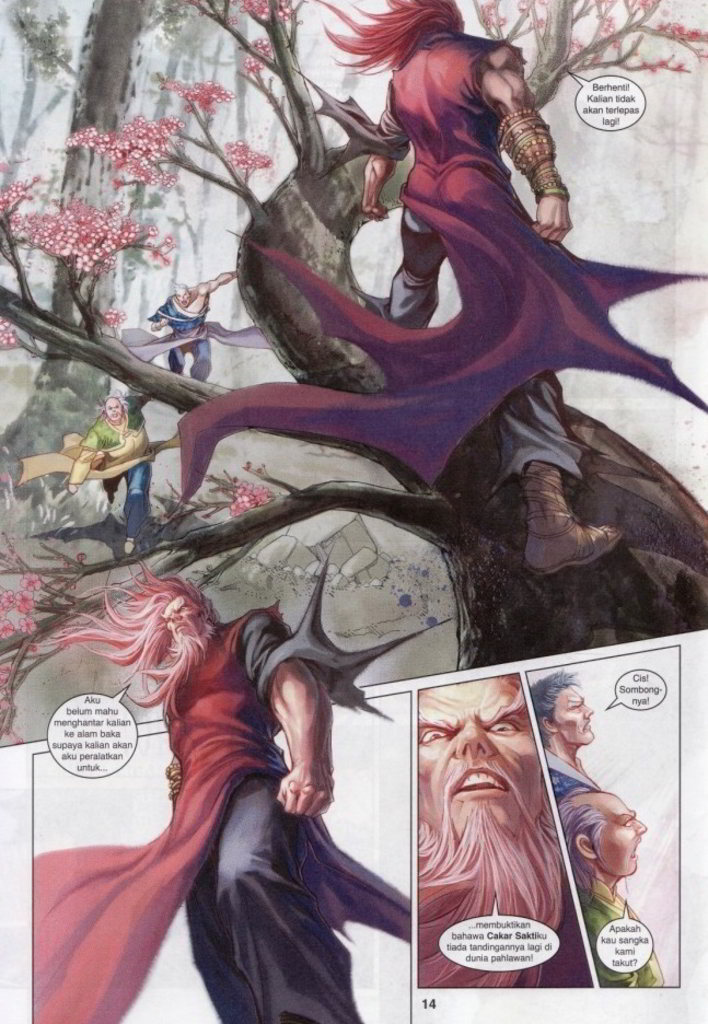 Berhenti!
Kalian tidak
akan terlepas
lagi!
Aku
belum mahu
menghantar kalian
ke alam baka
supaya kalian akan
aku peralatkan
untuk...
...membuktikan
bahawa Cakar Saktiku
tiada tandingannya lagi di
dunia pahlawan!
Cis!
Sombong-
nya!
Apakah
kau sangka
kami
takut?
14